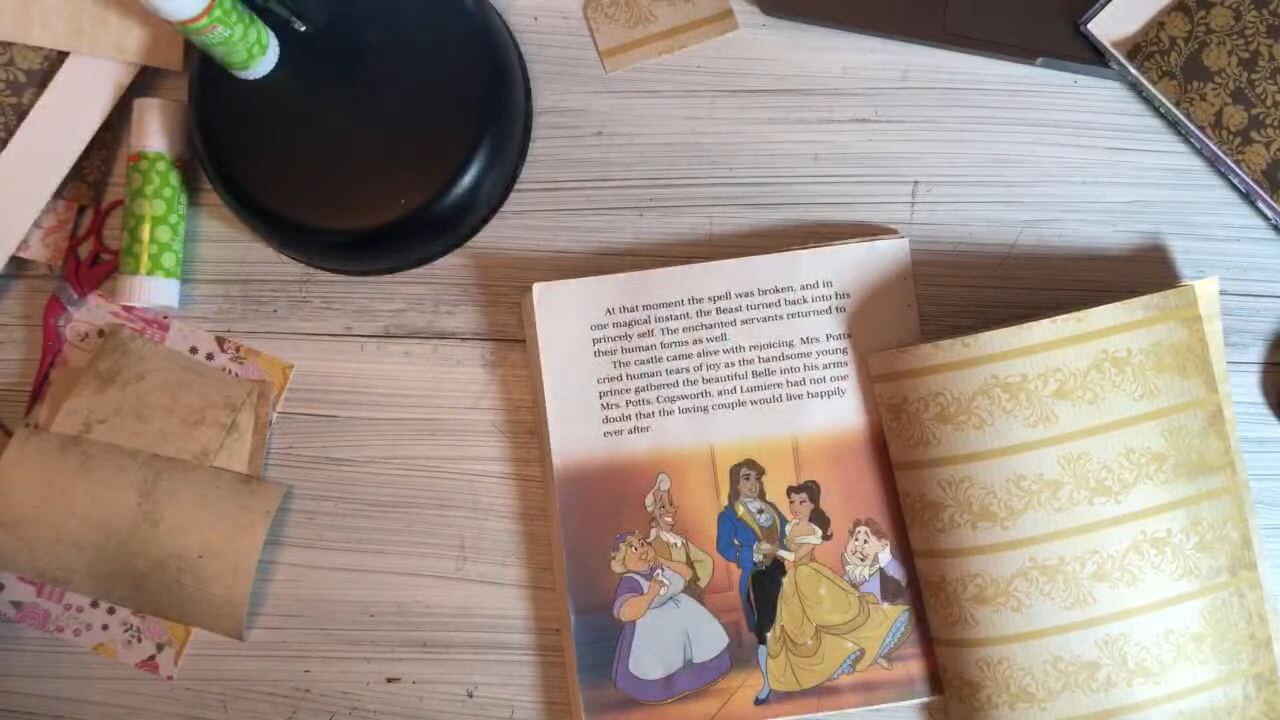 At that moment the spell was broken, and in
one magical instant, the Beast turned back into his
princely self. The enchanted servants returned to
their human forms as well.
The castle came alive with rejoicing. Mrs. Potts
cried human tears of joy as the handsome young
prince gathered the beautiful Belle into his arms
Mrs. Potts, Cogsworth, and Lumiere had not one
doubt that the loving couple would live happily
ever after.